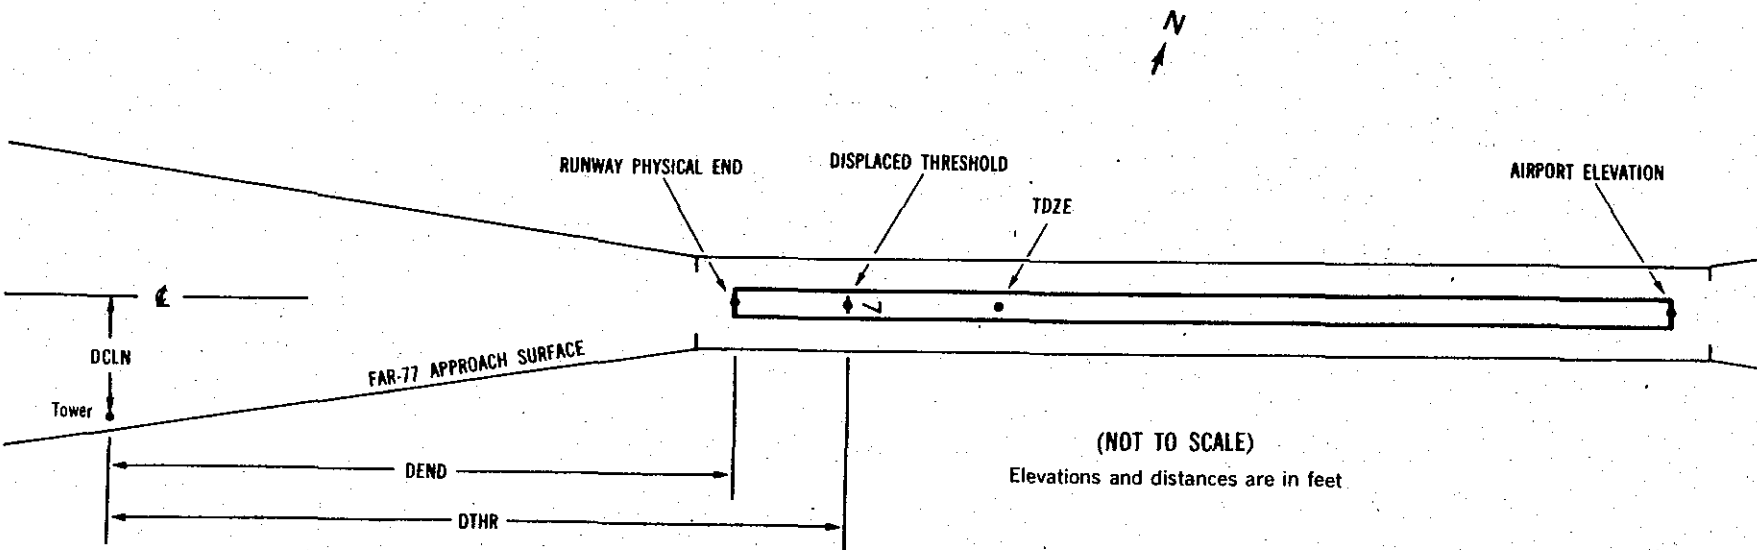 N
RUNWAY PHYSICAL END
DISPLACED THRESHOLD
AIRPORT ELEVATION
TDZE
℄
7
DCLN
FAR-77 APPROACH SURFACE
Tower
(NOT TO SCALE)
DEND
Elevations and distances are in feet
DTHR